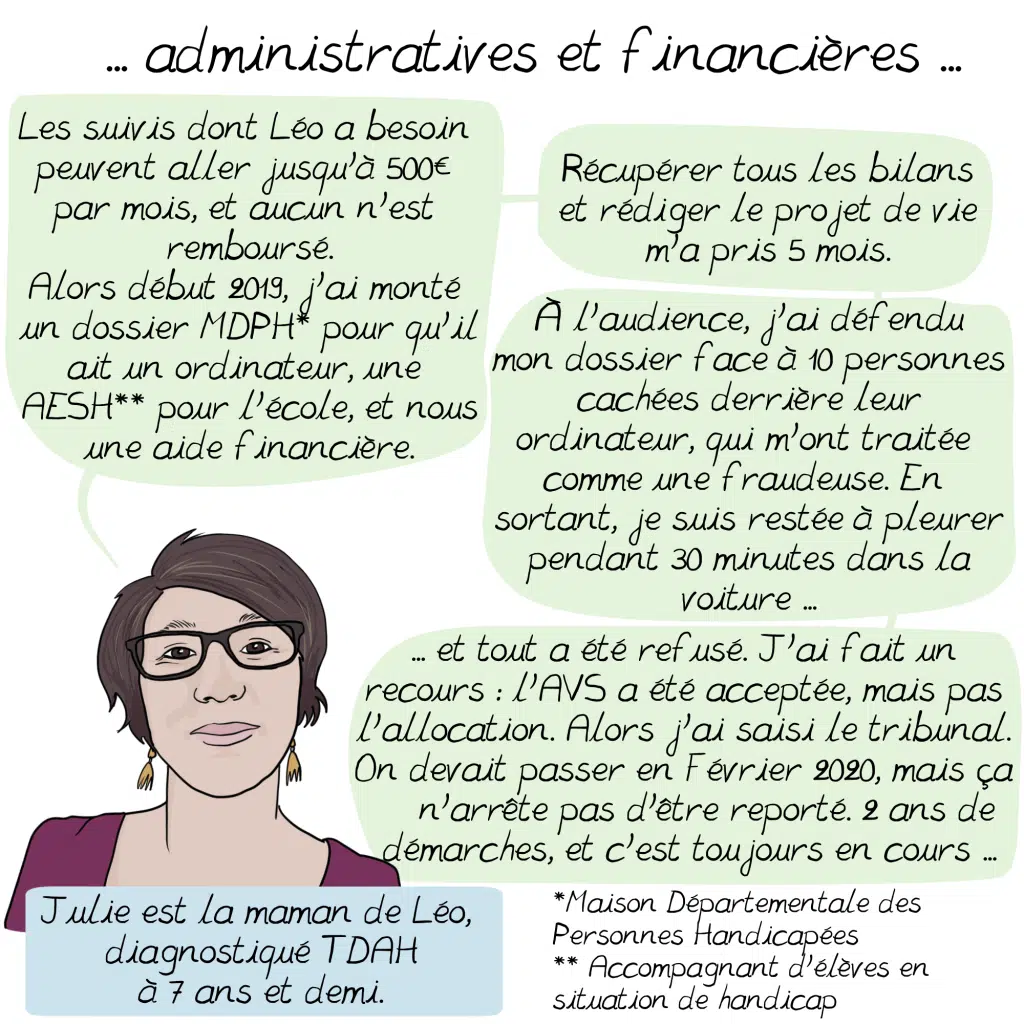 ... administratives et financières ...
Les suivis dont Léo a besoin
peuvent aller jusqu'à 500€
par mois, et aucun n'est
remboursé.
Alors début 2019, j'ai monté
un dossier MDPH* pour qu'il
ait un ordinateur, une
AESH** pour l'école, et nous
une aide financière.
Récupérer tous les bilans
et rédiger le projet de vie
m'a pris 5 mois.
À l'audience, j'ai défendu
mon dossier face à 10 personnes
cachées derrière leur
ordinateur, qui m'ont traitée
comme une fraudeuse. En
sortant, je suis restée à pleurer
pendant 30 minutes dans la
voiture ...
... et tout a été refusé. J'ai fait un
recours : l'AVS a été acceptée, mais pas
l'allocation. Alors j'ai saisi le tribunal.
On devait passer en Février 2020, mais ça
n'arrête pas d'être reporté. 2 ans de
démarches, et c'est toujours en cours ...
Julie est la maman de Léo,
diagnostiqué TDAH
à 7 ans et demi.
*Maison Départementale des
Personnes Handicapées
** Accompagnant d'élèves en
situation de handicap